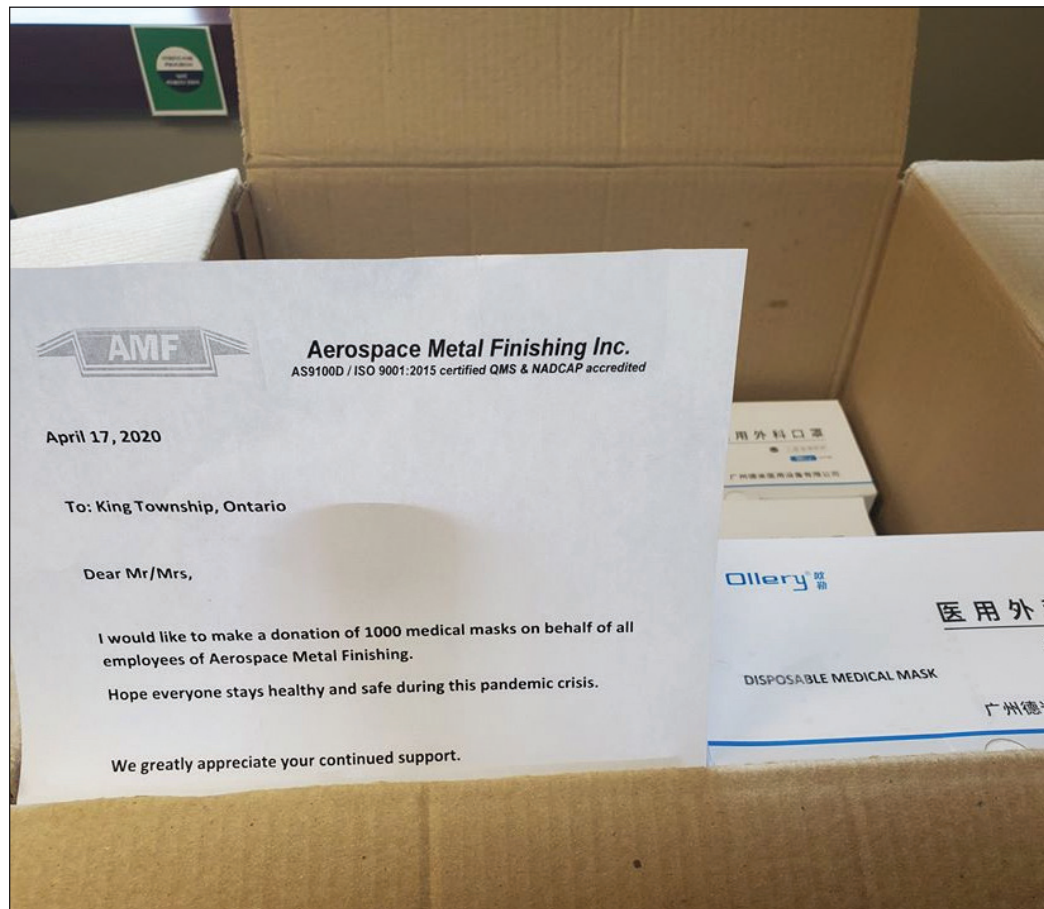 AMF
Aerospace Metal Finishing Inc.
AS9100D / ISO 9001:2015 certified QMS & NADCAP accredited
April 17, 2020
To: King Township, Ontario
Dear Mr/Mrs,
I would like to make a donation of 1000 medical masks on behalf of all
employees of Aerospace Metal Finishing.
Hope everyone stays healthy and safe during this pandemic crisis.
We greatly appreciate your continued support.
用外科口罩
Ollery
医用外
DISPOSABLE MEDICAL MASK
广州德